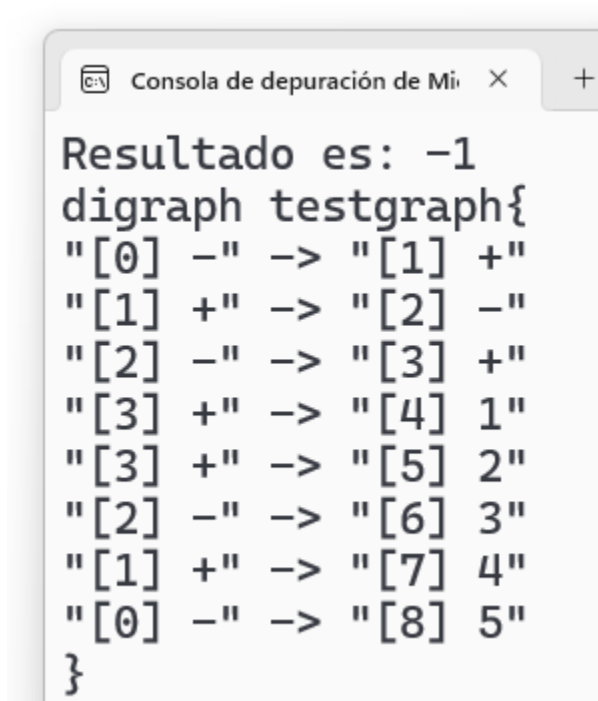 C:\
Consola de depuración de Mi
Resultado es: -1
digraph testgraph{
"[0] -" -> "[1] +"
"[1] +" -> "[2] -"
"[2] -" -> "[3] +"
"[3] +" -> "[4] 1"
"[3] +" -> "[5] 2"
"[2] -" -> "[6] 3"
"[1] +" -> "[7] 4"
"[0] -" -> "[8] 5"
}